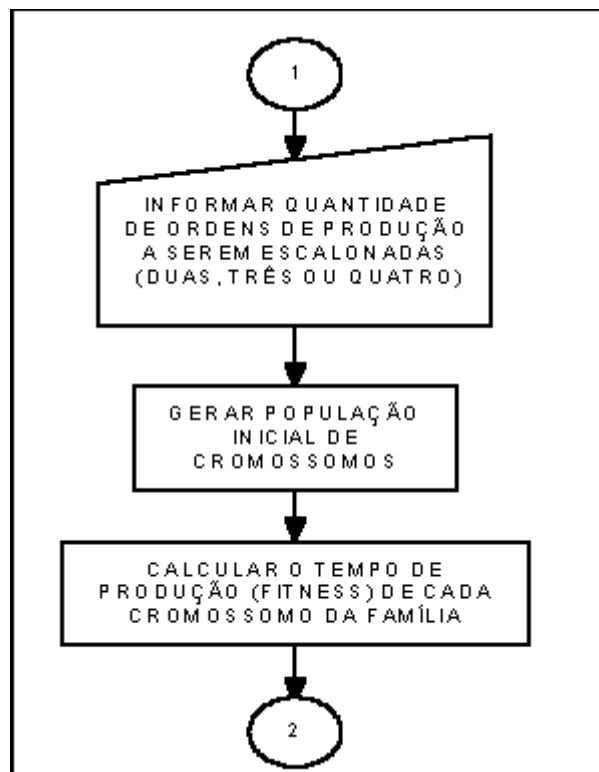 1
INFORMAR QUANTIDADE
DE ORDENS DE PRODUÇÃO
A SEREM ESCALONADAS
(DUAS, TRÊS OU QUATRO)
GERAR POPULAÇÃO
INICIAL DE
CROMOSSOMOS
CALCULAR O TEMPO DE
PRODUÇÃO (FITNESS) DE CADA
CROMOSSOMO DA FAMÍLIA
2